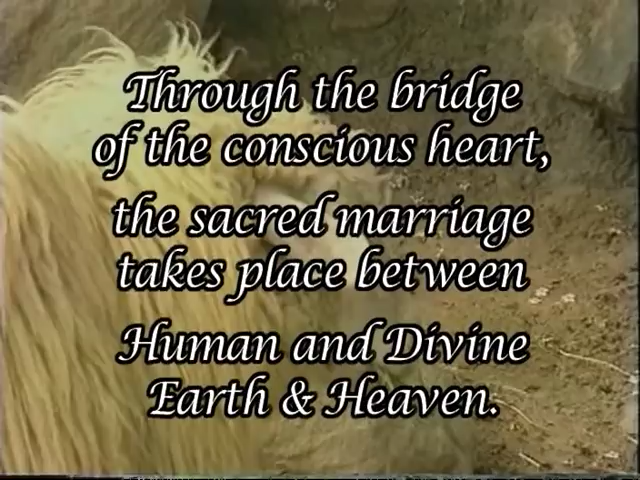 Through the bridge
of the conscious heart,
the sacred marriage
takes place between
Human and Divine
Earth & Heaven.